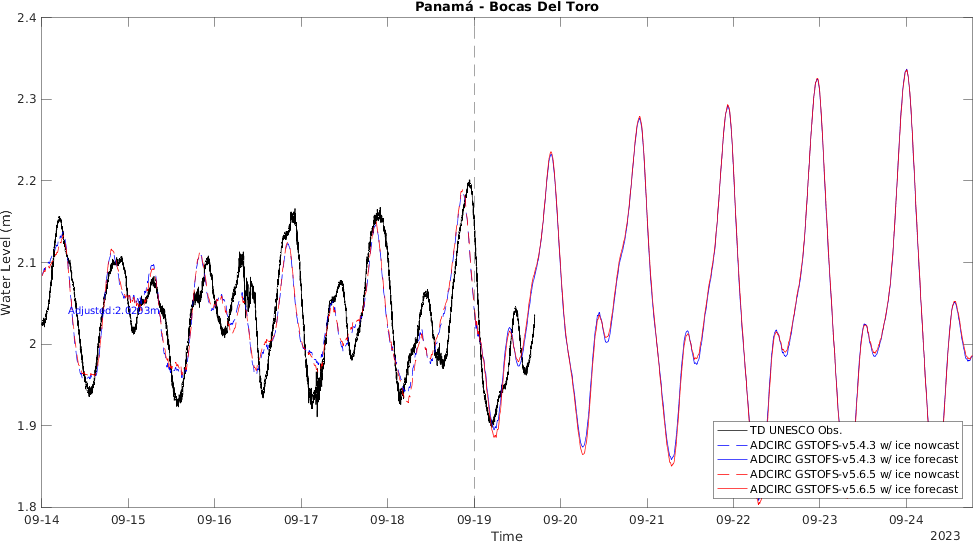 Panamá - Bocas Del Toro
2.4
2.3
2.2
2.1
2
1.9
1.8
Water Level (m)
Adjusted:2.0293m
TD UNESCO Obs.
ADCIRC GSTOFS-v5.4.3 w/ ice nowcast
ADCIRC GSTOFS-v5.4.3 w/ ice forecast
ADCIRC GSTOFS-v5.6.5 w/ ice nowcast
ADCIRC GSTOFS-v5.6.5 w/ ice forecast
09-14 09-15 09-16 09-17 09-18 09-19 09-20 09-21 09-22 09-23 09-24
Time
2023